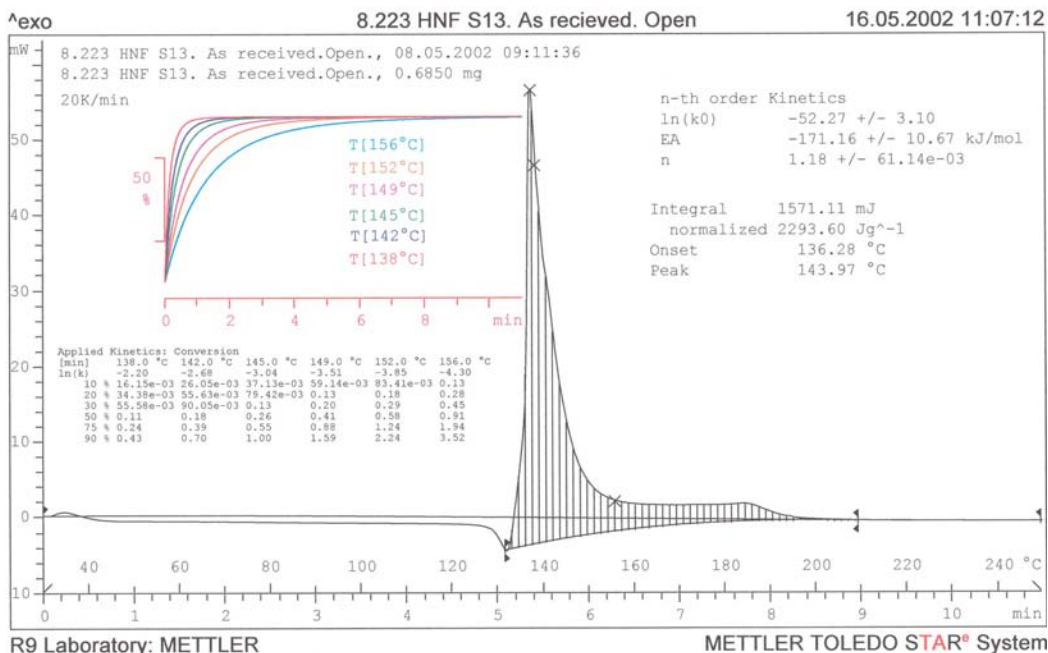 ^exo 8.223 HNF S13. As recieved. Open 16.05.2002 11:07:12
mW
8.223 HNF S13. As received.Open., 08.05.2002 09:11:36
8.223 HNF S13. As received.Open., 0.6850 mg
20K/min
n-th order Kinetics
ln(k0) -52.27 +/- 3.10
EA -171.16 +/- 10.67 kJ/mol
n 1.18 +/- 61.14e-03
Integral 1571.11 mJ
normalized 2293.60 Jg^-1
Onset 136.28 °C
Peak 143.97 °C
T[156°C]
T[152°C]
T[149°C]
T[145°C]
T[142°C]
T[138°C]
50
%
0 2 4 6 8 min
Applied Kinetics: Conversion
[min] 138.0 °C 142.0 °C 145.0 °C 149.0 °C 152.0 °C 156.0 °C
ln(k) -2.20 -2.68 -3.04 -3.51 -3.85 -4.30
10 % 16.15e-03 26.05e-03 37.13e-03 59.14e-03 83.41e-03 0.13
20 % 34.38e-03 55.63e-03 79.42e-03 0.13 0.18 0.28
30 % 55.58e-03 90.05e-03 0.13 0.20 0.29 0.45
50 % 0.11 0.18 0.26 0.41 0.58 0.91
75 % 0.24 0.39 0.55 0.88 1.24 1.94
90 % 0.43 0.70 1.00 1.59 2.24 3.52
50
40
30
20
10
0
10
40 60 80 100 120 140 160 180 200 220 240 °C
0 1 2 3 4 5 6 7 8 9 10 min
R9 Laboratory: METTLER METTLER TOLEDO STARe System